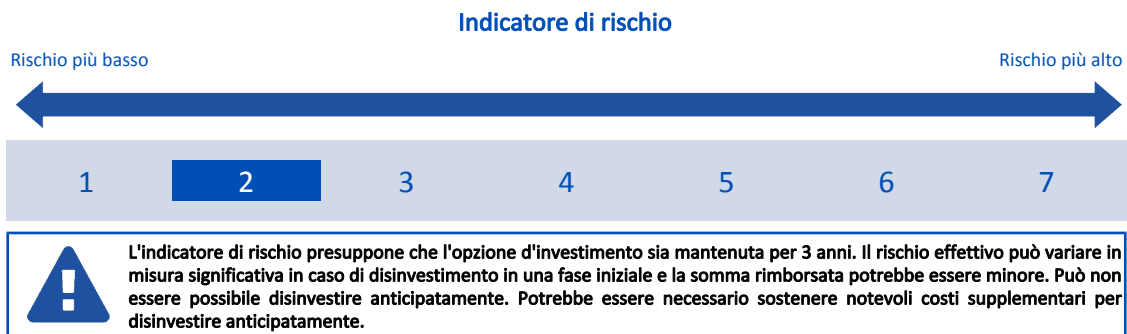 Indicatore di rischio
Rischio più basso
Rischio più alto
1 2 3 4 5 6 7
L'indicatore di rischio presuppone che l'opzione d'investimento sia mantenuta per 3 anni. Il rischio effettivo può variare in
misura significativa in caso di disinvestimento in una fase iniziale e la somma rimborsata potrebbe essere minore. Può non
essere possibile disinvestire anticipatamente. Potrebbe essere necessario sostenere notevoli costi supplementari per
disinvestire anticipatamente.